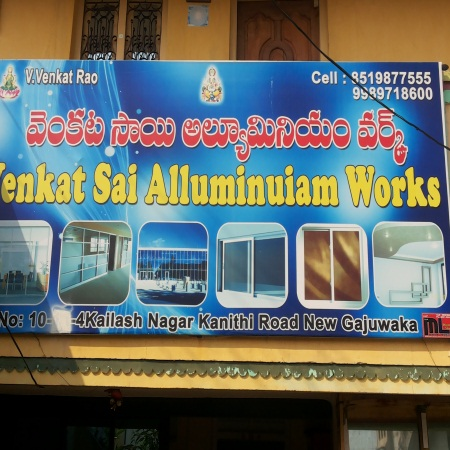 V.Venkat Rao
Cell : 8519877555
9989718600
వెంకట సాయి అల్యూమినియం వర్క్స్
Venkat Sai Alluminuiam Works
No: 10- -4Kailash Nagar Kanithi Road New Gajuwaka